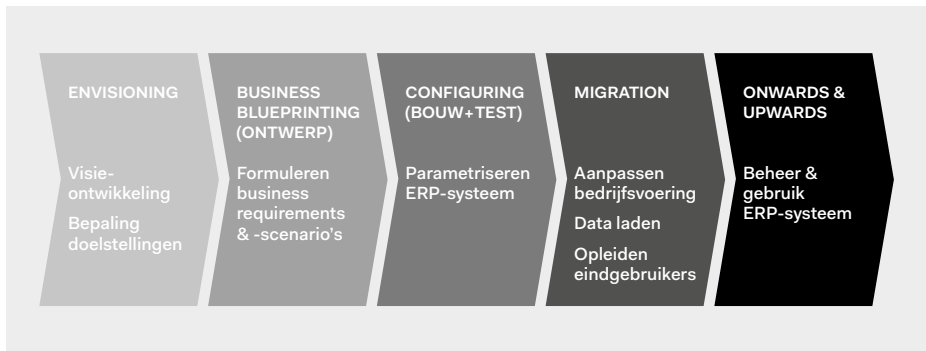 ENVISIONING
Visie-
ontwikkeling
Bepaling
doelstellingen
BUSINESS
BLUEPRINTING
(ONTWERP)
Formuleren
business
requirements
& -scenario's
CONFIGURING
(BOUW+TEST)
Parametriseren
ERP-systeem
MIGRATION
Aanpassen
bedrijfsvoering
Data laden
Opleiden
eindgebruikers
ONWARDS &
UPWARDS
Beheer &
gebruik
ERP-systeem